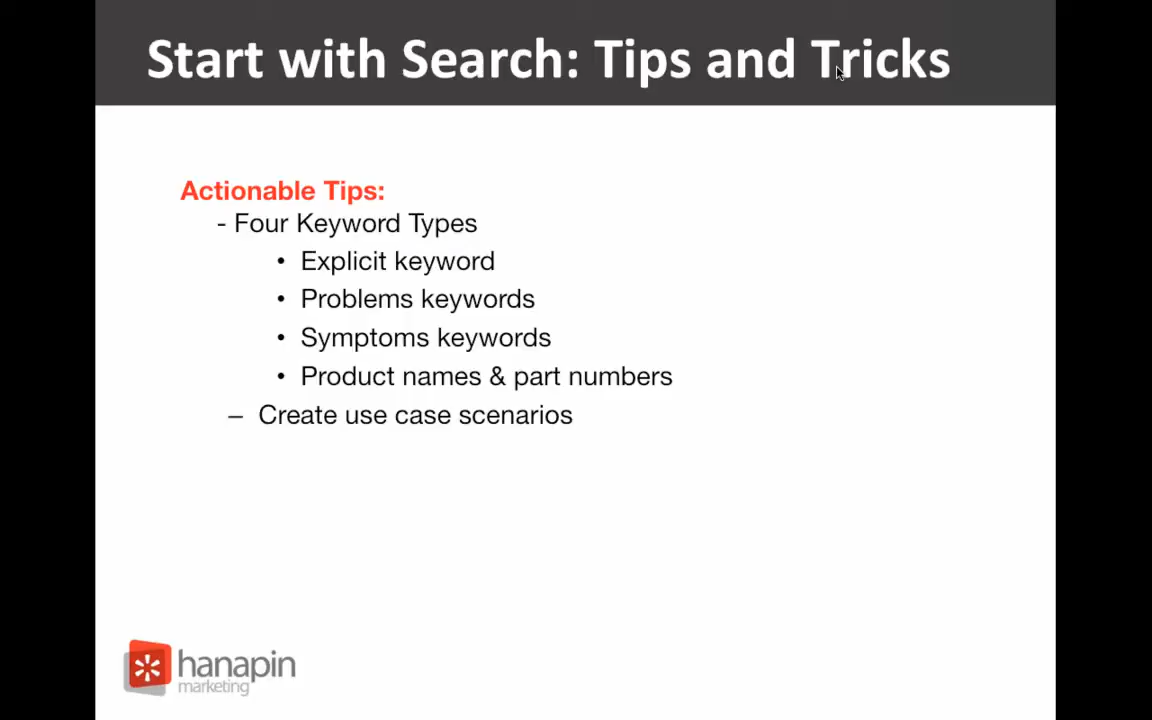 Start with Search: Tips and Tricks
Actionable Tips:
- Four Keyword Types
• Explicit keyword
• Problems keywords
• Symptoms keywords
• Product names & part numbers
– Create use case scenarios
hanapin
marketing